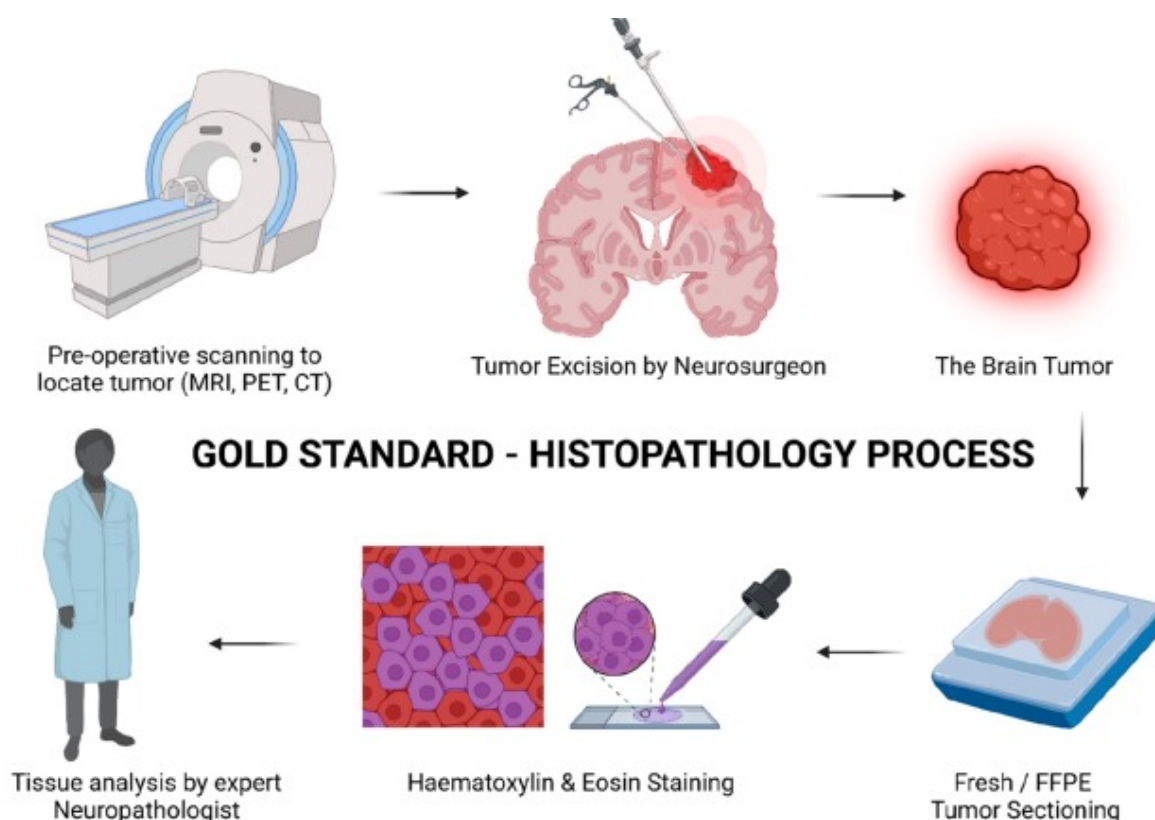 Pre-operative scanning to
locate tumor (MRI, PET, CT)
Tumor Excision by Neurosurgeon
The Brain Tumor
GOLD STANDARD - HISTOPATHOLOGY PROCESS
Fresh / FFPE
Tumor Sectioning
Haematoxylin & Eosin Staining
Tissue analysis by expert
Neuropathologist